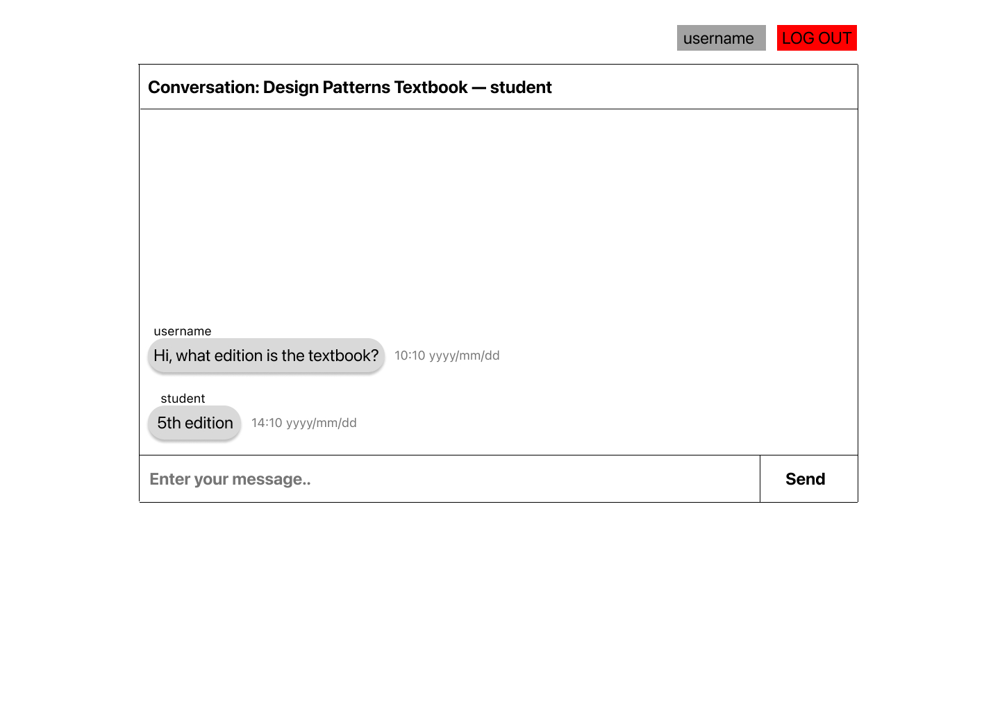 username LOG OUT
Conversation: Design Patterns Textbook — student
username
Hi, what edition is the textbook? 10:10 yyyy/mm/dd
student
5th edition 14:10 yyyy/mm/dd
Enter your message.. Send